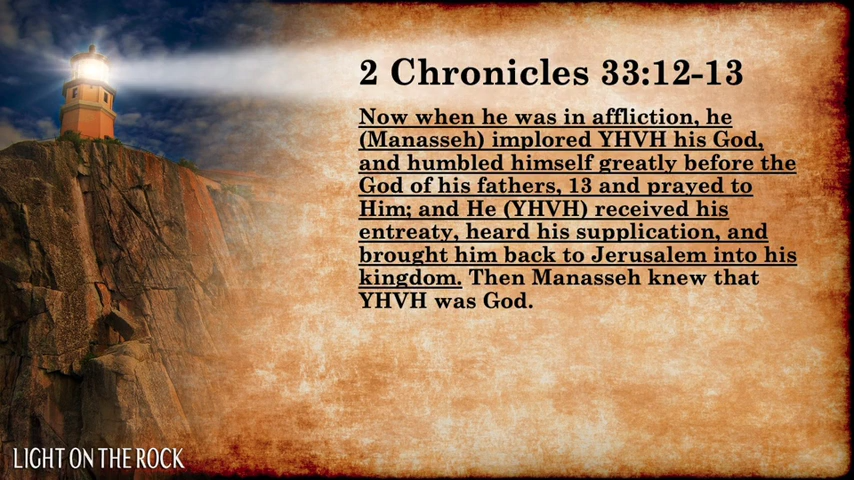 2 Chronicles 33:12-13
Now when he was in affliction, he
(Manasseh) implored YHVH his God,
and humbled himself greatly before the
God of his fathers, 13 and prayed to
Him; and He (YHVH) received his
entreaty, heard his supplication, and
brought him back to Jerusalem into his
kingdom. Then Manasseh knew that
YHVH was God.
LIGHT ON THE ROCK